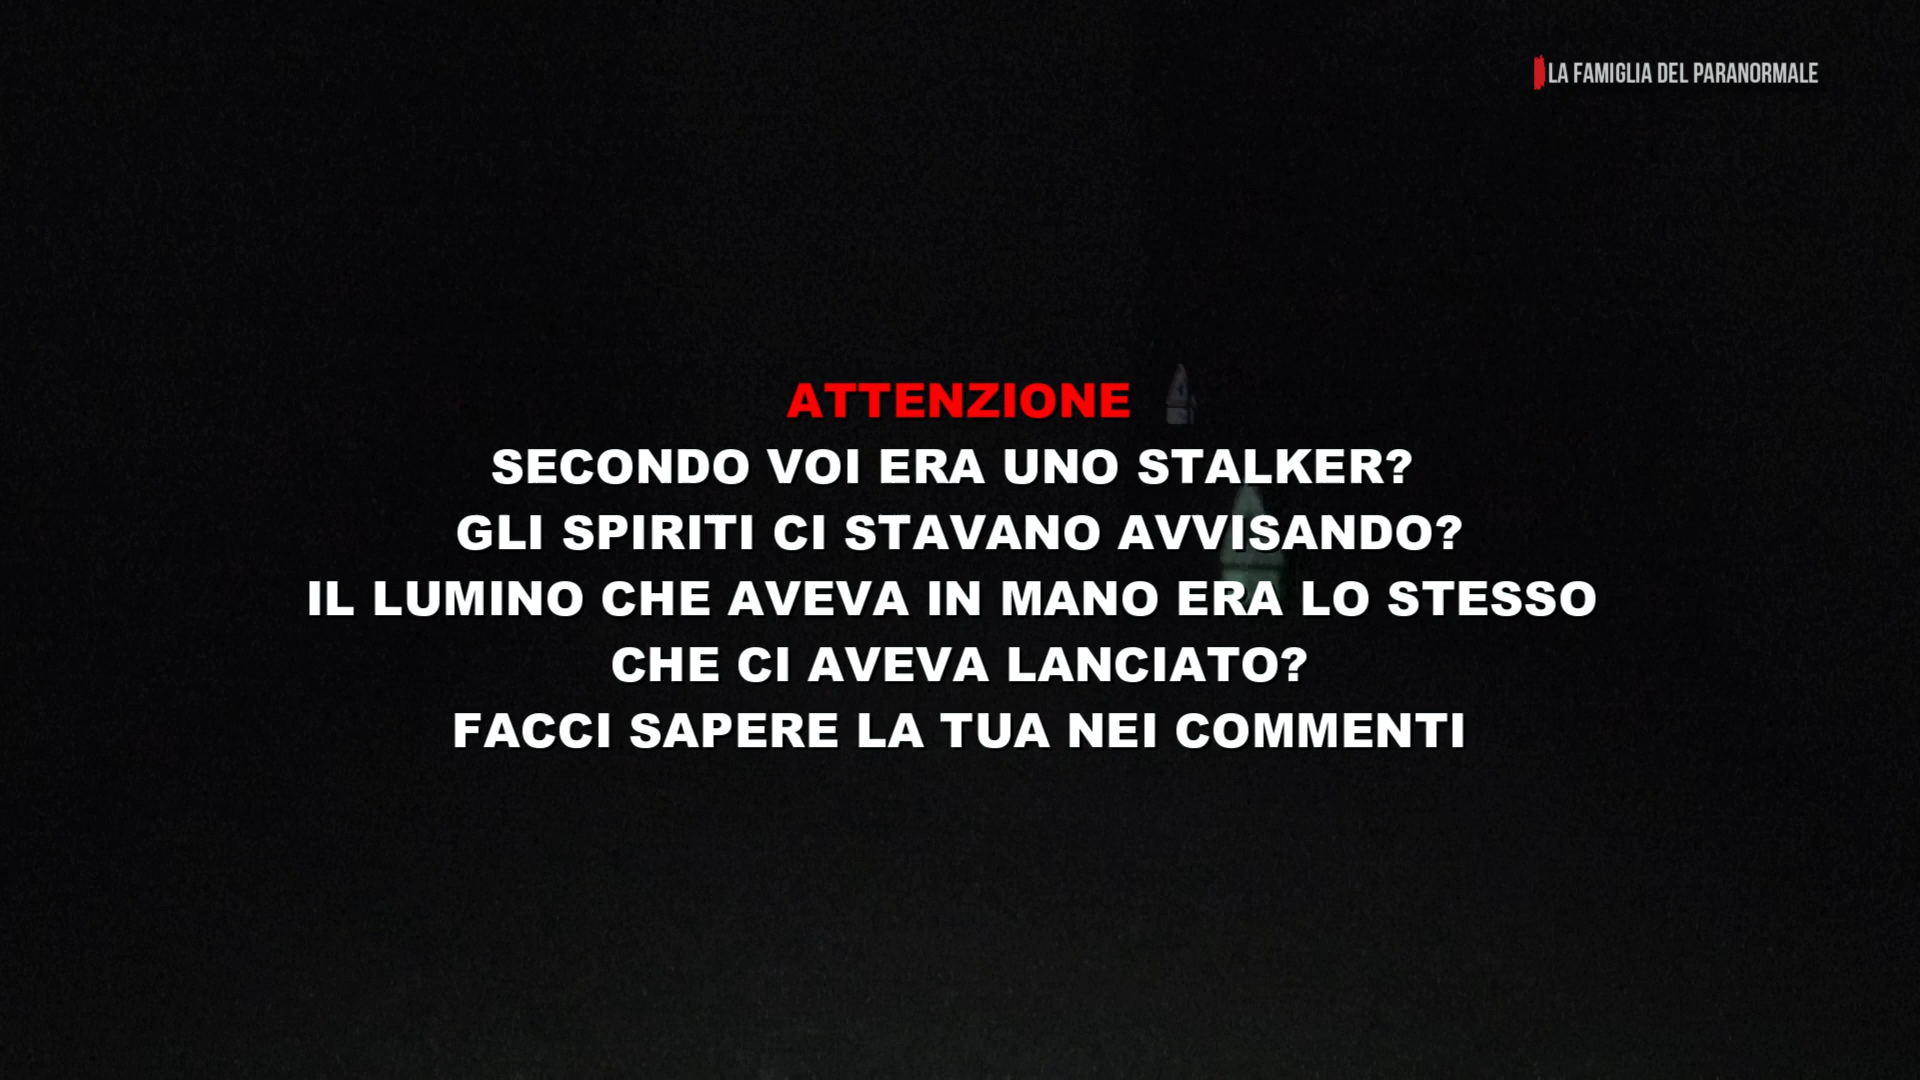 LA FAMIGLIA DEL PARANORMALE
ATTENZIONE
SECONDO VOI ERA UNO STALKER?
GLI SPIRITI CI STAVANO AVVISANDO?
IL LUMINO CHE AVEVA IN MANO ERA LO STESSO
CHE CI AVEVA LANCIATO?
FACCI SAPERE LA TUA NEI COMMENTI